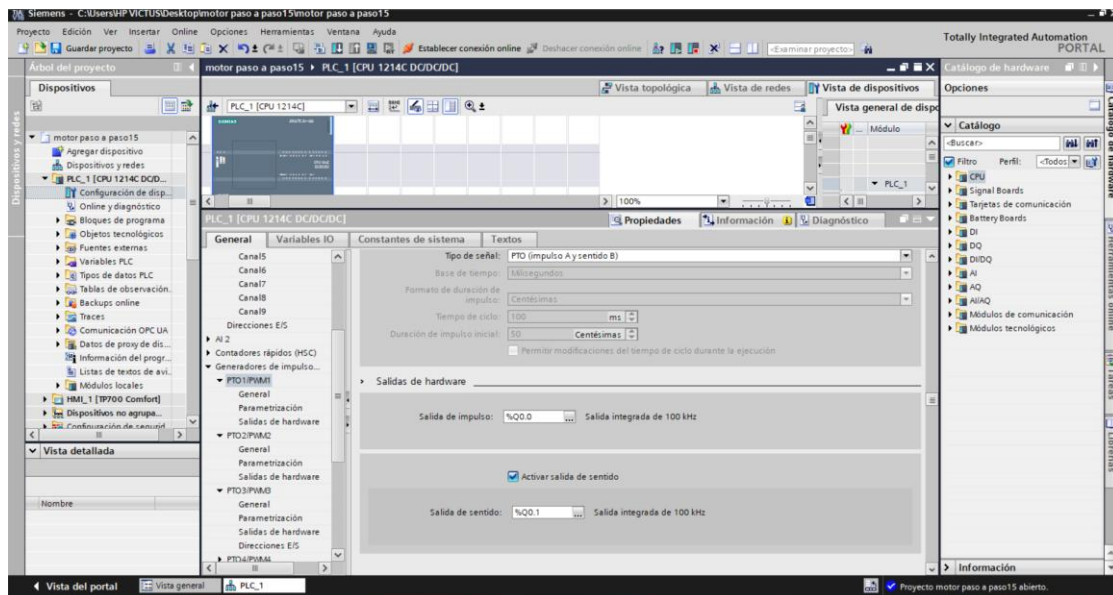 Siemens - C:\Users\HP VICTUS\Desktop\motor paso a paso15\motor paso a paso15
Proyecto Edición Ver Insertar Online Opciones Herramientas Ventana Ayuda
Totally Integrated Automation
PORTAL
Guardar proyecto
Establecer conexión online
Deshacer conexión online
<Examinar proyecto>
Árbol del proyecto
Dispositivos
Dispositivos y redes
motor paso a paso15
Agregar dispositivo
Dispositivos y redes
PLC_1 [CPU 1214C DC/D...
Configuración de disp...
Online y diagnóstico
Bloques de programa
Objetos tecnológicos
Fuentes externas
Variables PLC
Tipos de datos PLC
Tablas de observación...
Backups online
Traces
Comunicación OPC UA
Datos de proxy de dis...
Información del progr...
Listas de textos de avi...
Módulos locales
HMI_1 [TP700 Comfort]
Dispositivos no agrupa...
Configuración de segurid...
Vista detallada
Nombre
motor paso a paso15 ▸ PLC_1 [CPU 1214C DC/DC/DC]
Vista topológica
Vista de redes
Vista de dispositivos
PLC_1 [CPU 1214C]
Vista general de dispo
Módulo
PLC_1
100%
PLC_1 [CPU 1214C DC/DC/DC]
Propiedades
Información
Diagnóstico
General
Variables IO
Constantes de sistema
Textos
Canal5
Canal6
Canal7
Canal8
Canal9
Direcciones E/S
AI 2
Contadores rápidos (HSC)
Generadores de impulso...
PTO1/PWM1
General
Parametrización
Salidas de hardware
PTO2/PWM2
General
Parametrización
Salidas de hardware
PTO3/PWM3
General
Parametrización
Salidas de hardware
Direcciones E/S
PTO4/PWM4
Tipo de señal: PTO (impulso A y sentido B)
Base de tiempo: Milisegundos
Formato de duración de
impulso: Centésimas
Tiempo de ciclo: 100 ms
Duración de impulso inicial: 50 Centésimas
Permitir modificaciones del tiempo de ciclo durante la ejecución
Salidas de hardware
Salida de impulso: %Q0.0 ... Salida integrada de 100 kHz
Activar salida de sentido
Salida de sentido: %Q0.1 ... Salida integrada de 100 kHz
Catálogo de hardware
Opciones
Catálogo
<Buscar>
Filtro Perfil: <Todos>
CPU
Signal Boards
Tarjetas de comunicación
Battery Boards
DI
DQ
DI/DQ
AI
AQ
AI/AQ
Módulos de comunicación
Módulos tecnológicos
Información
Catálogo de hardware
Herramientas online
Tareas
Librerías
Vista del portal
Vista general
PLC_1
Proyecto motor paso a paso15 abierto.